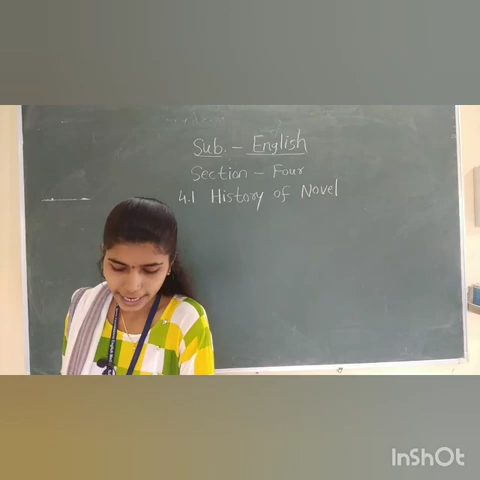 Sub. - English
Section - Four
4.1 History of Novel
InShOt